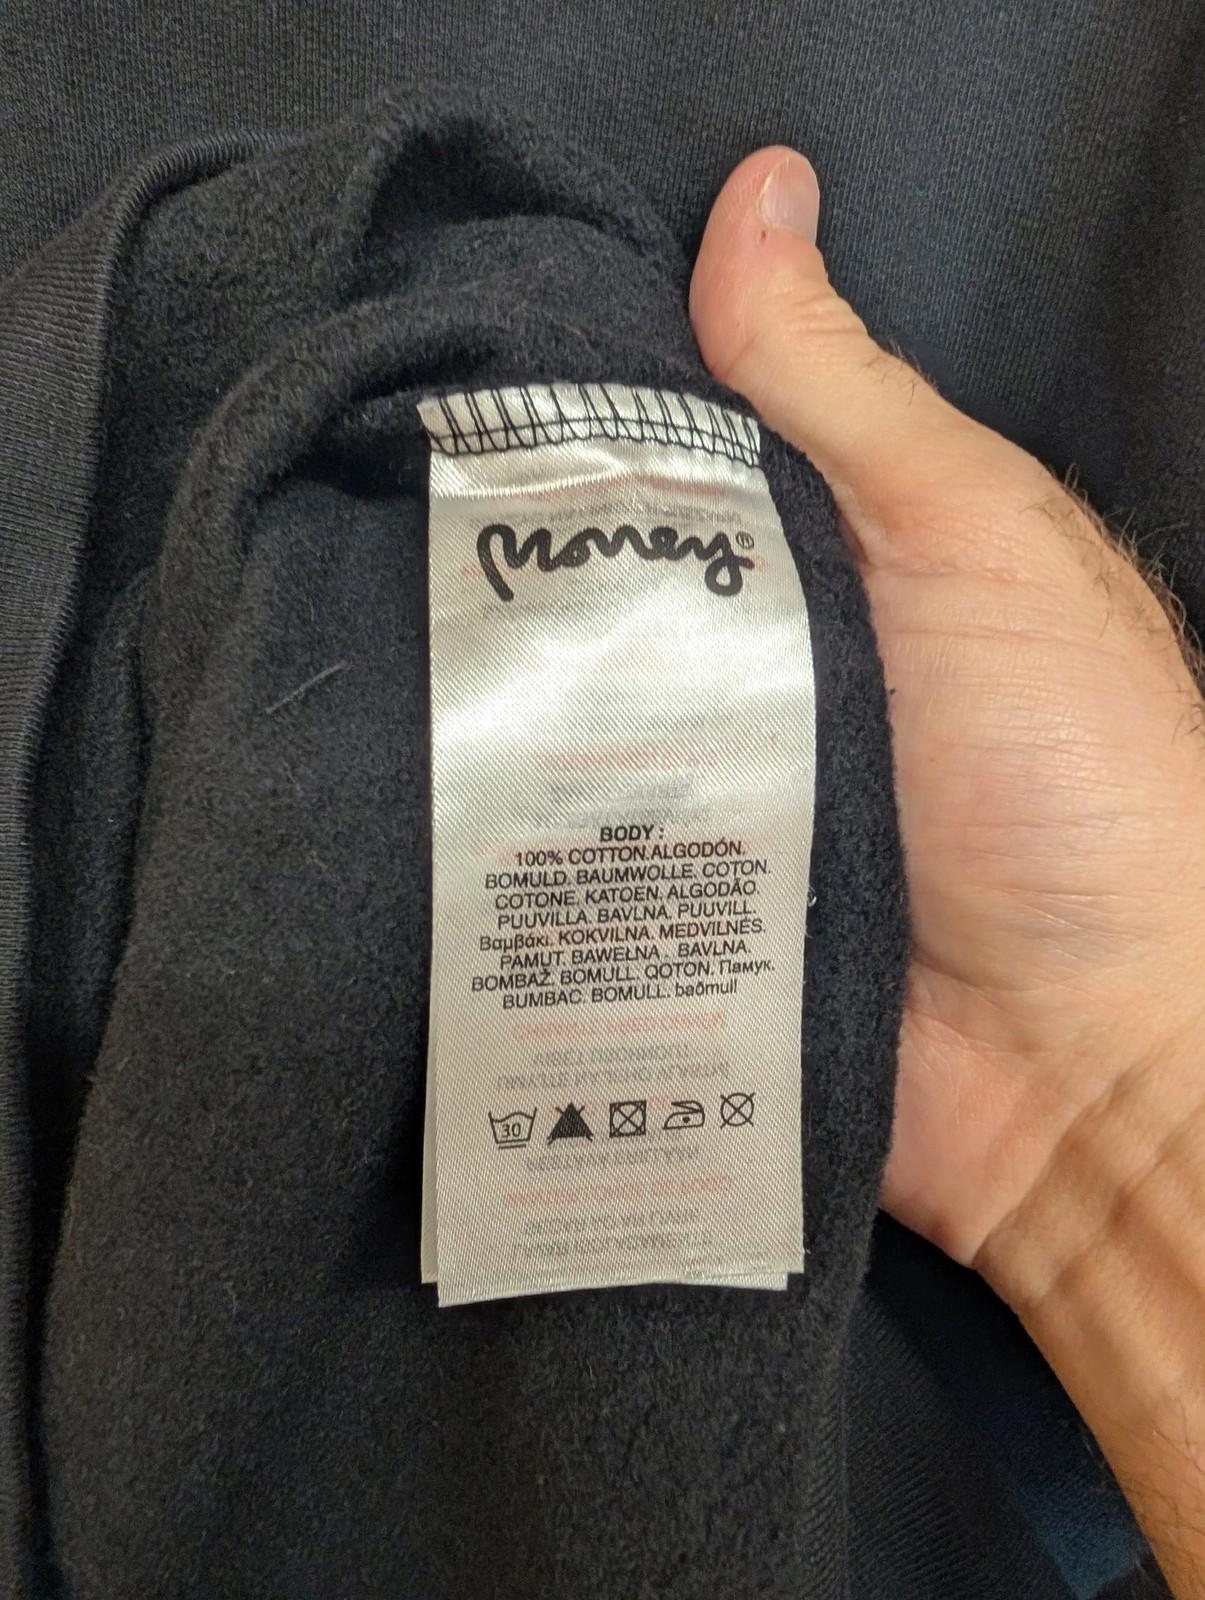 Money®
BODY :
100% COTTON.ALGODÓN.
BOMULD. BAUMWOLLE. COTON.
COTONE. KATOEN. ALGODÃO.
PUUVILLA. BAVLNA. PUUVILL.
Βαμβάκι. KOKVILNA. MEDVILNĖS.
PAMUT. BAWEŁNA . BAVLNA.
BOMBAŽ. BOMULL. QOTON. Памук.
BUMBAC. BOMULL. baðmull
30